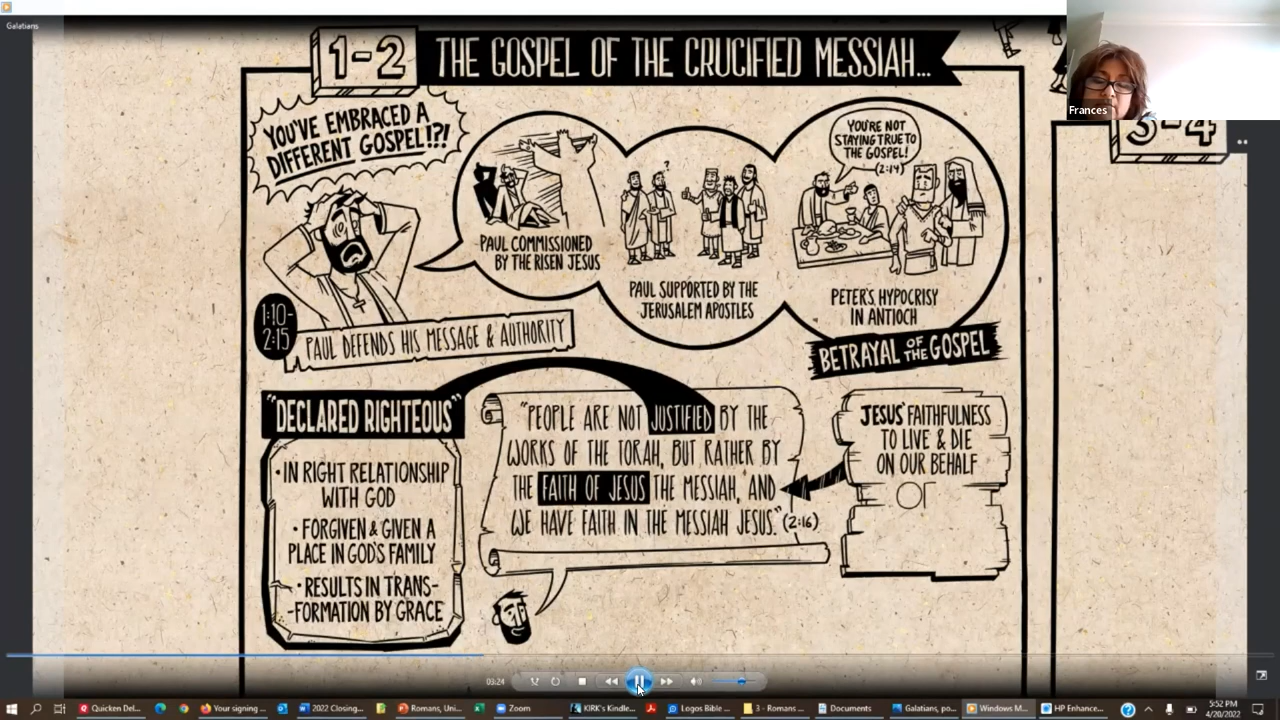 Galatians
1-2
THE GOSPEL OF THE CRUCIFIED MESSIAH...
Frances
3-4
YOU'VE EMBRACED A
DIFFERENT GOSPEL!?!
PAUL COMMISSIONED
BY THE RISEN JESUS
?
PAUL SUPPORTED BY THE
JERUSALEM APOSTLES
YOU'RE NOT
STAYING TRUE TO
THE GOSPEL!
(2:14)
PETER'S HYPOCRISY
IN ANTIOCH
BETRAYAL OF THE GOSPEL
1:10-
2:15
PAUL DEFENDS HIS MESSAGE & AUTHORITY
"DECLARED RIGHTEOUS"
• IN RIGHT RELATIONSHIP
WITH GOD
• FORGIVEN & GIVEN A
PLACE IN GOD'S FAMILY
• RESULTS IN TRANS-
-FORMATION BY GRACE
"PEOPLE ARE NOT JUSTIFIED BY THE
WORKS OF THE TORAH, BUT RATHER BY
THE FAITH OF JESUS THE MESSIAH, AND
WE HAVE FAITH IN THE MESSIAH JESUS." (2:16)
JESUS' FAITHFULNESS
TO LIVE & DIE
ON OUR BEHALF
OR
03:24
Quicken Del...
Your signing ...
2022 Closing...
Romans, Uni...
Zoom
KIRK's Kindle...
Logos Bible ...
3 - Romans ...
Documents
Galatians, po...
Windows M...
HP Enhance...
5:52 PM
4/20/2022